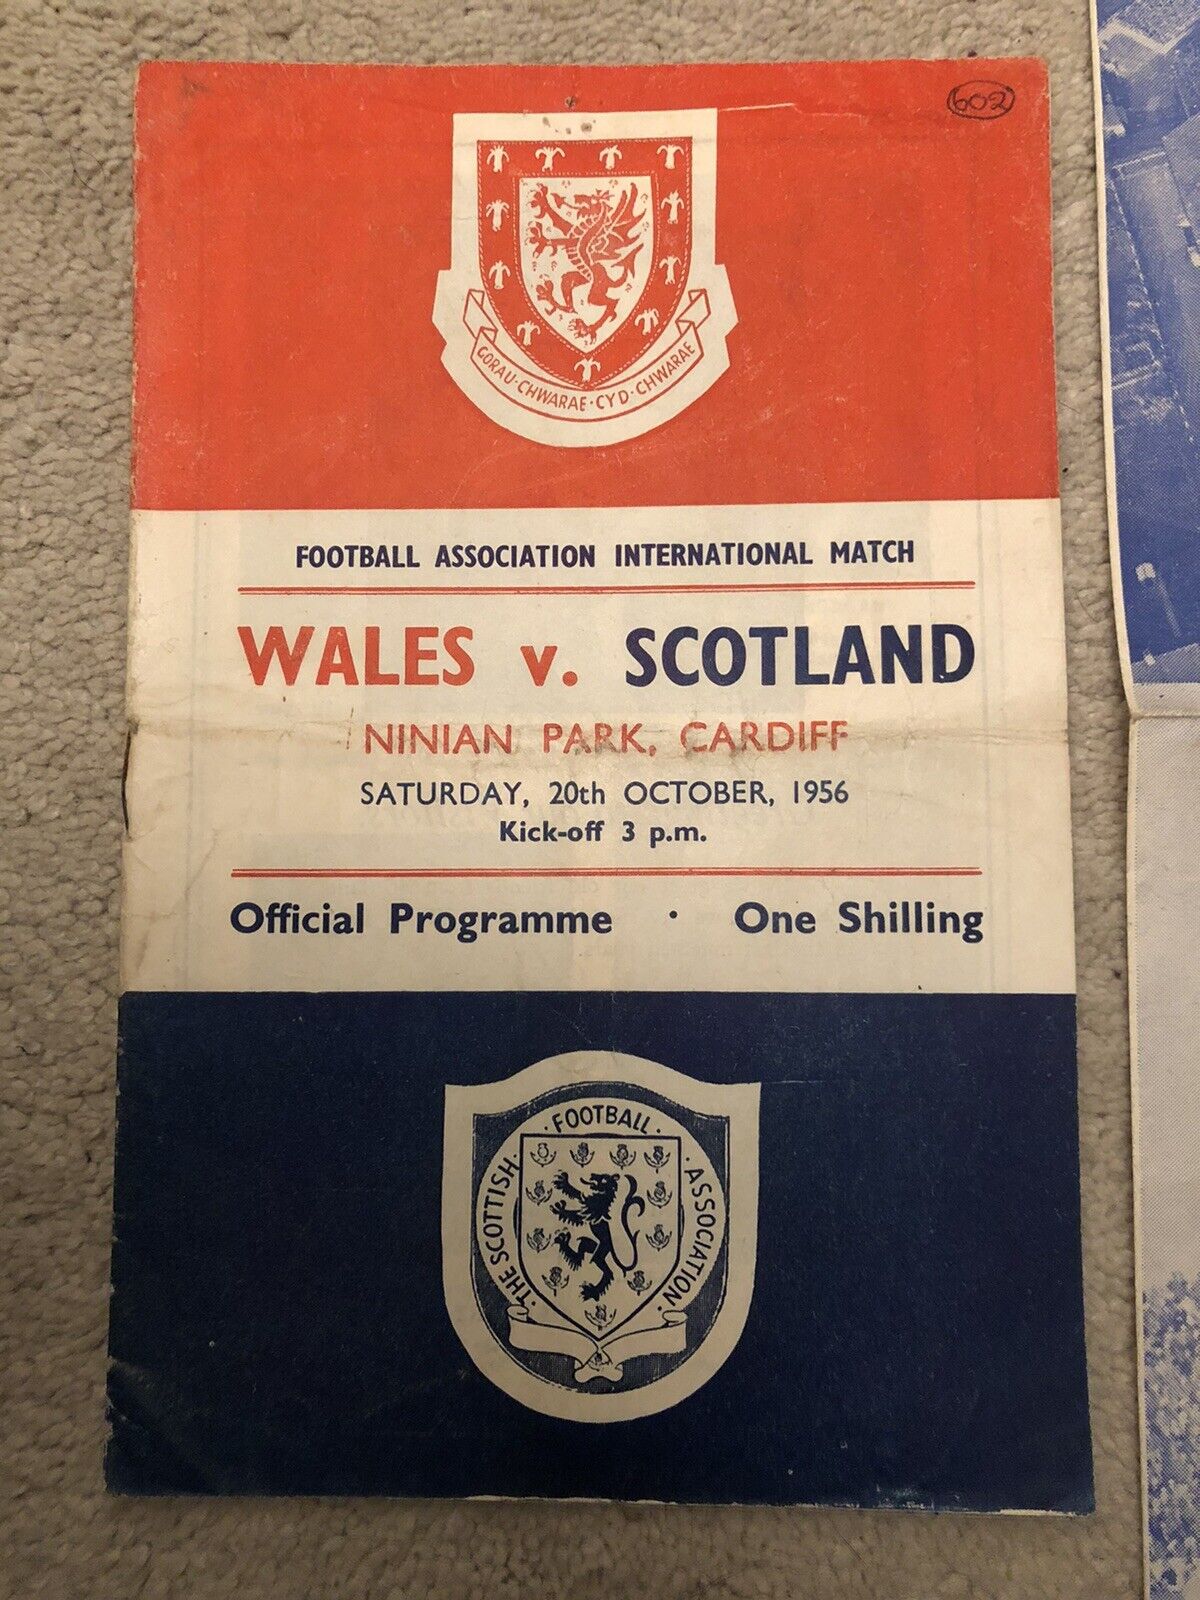 602
GORAU·CHWARAE·CYD·CHWARAE
FOOTBALL ASSOCIATION INTERNATIONAL MATCH
WALES v. SCOTLAND
NINIAN PARK, CARDIFF
SATURDAY, 20th OCTOBER, 1956
Kick-off 3 p.m.
Official Programme · One Shilling
·THE SCOTTISH·FOOTBALL·ASSOCIATION·